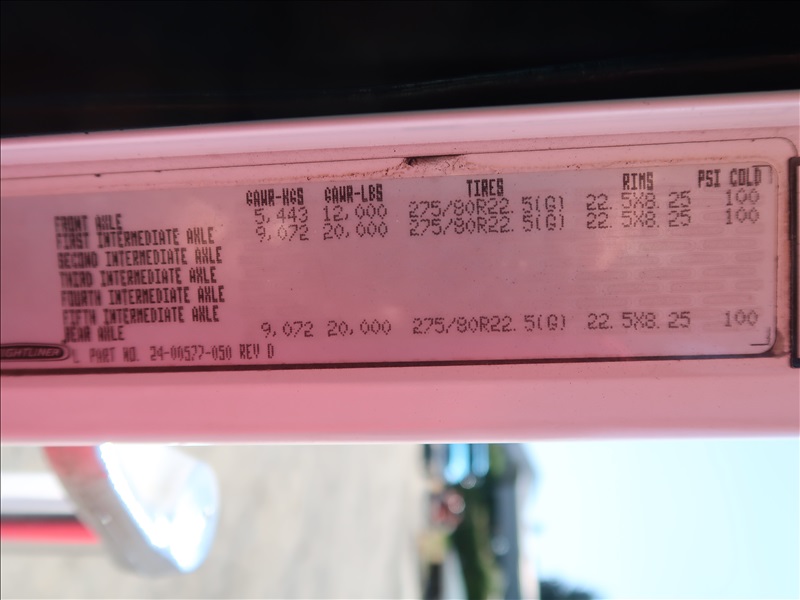 GAWR-KGS GAWR-LBS TIRES RIMS PSI COLD
FRONT AXLE 5,443 12,000 275/80R22.5(G) 22.5X8.25 100
FIRST INTERMEDIATE AXLE 9,072 20,000 275/80R22.5(G) 22.5X8.25 100
SECOND INTERMEDIATE AXLE
THIRD INTERMEDIATE AXLE
FOURTH INTERMEDIATE AXLE
FIFTH INTERMEDIATE AXLE
REAR AXLE 9,072 20,000 275/80R22.5(G) 22.5X8.25 100
L PART NO. 24-00577-050 REV D